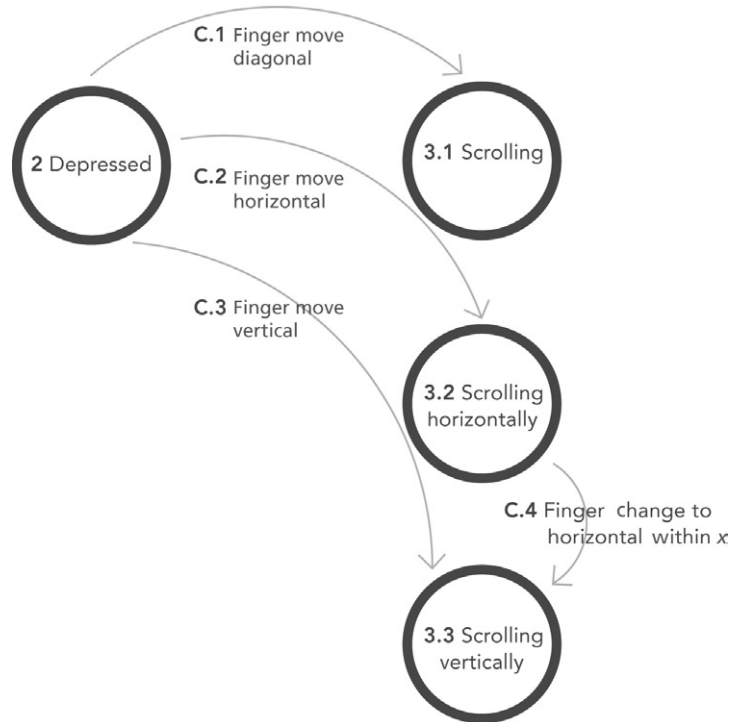 C.1 Finger move
diagonal
2 Depressed
3.1 Scrolling
C.2 Finger move
horizontal
C.3 Finger move
vertical
3.2 Scrolling
horizontally
C.4 Finger change to
horizontal within x
3.3 Scrolling
vertically